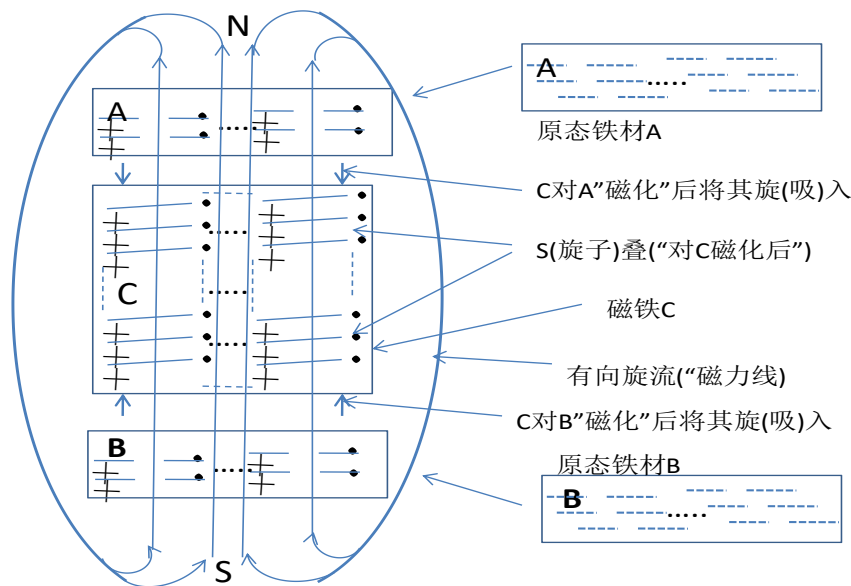 N
A
A
原态铁材A
C对A”磁化”后将其旋(吸)入
S(旋子)叠(“对C磁化后”)
C
磁铁C
有向旋流(“磁力线)
C对B”磁化”后将其旋(吸)入
B
原态铁材B
B
S